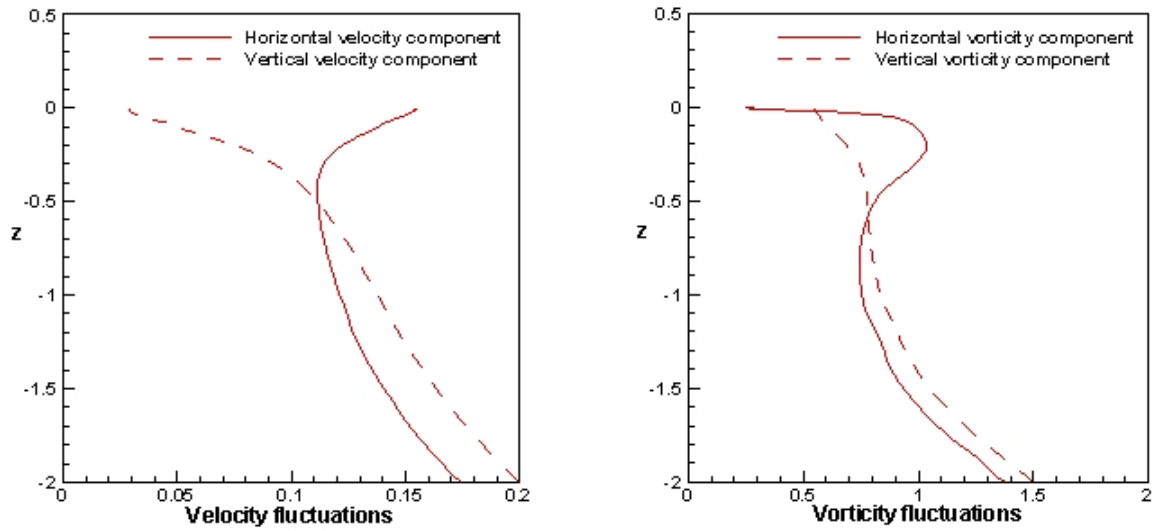 0.5
Horizontal velocity component
Vertical velocity component
0
-0.5
z
-1
-1.5
-2
0
0.05
0.1
0.15
0.2
Velocity fluctuations
0.5
Horizontal vorticity component
Vertical vorticity component
0
-0.5
z
-1
-1.5
-2
0
0.5
1
1.5
2
Vorticity fluctuations